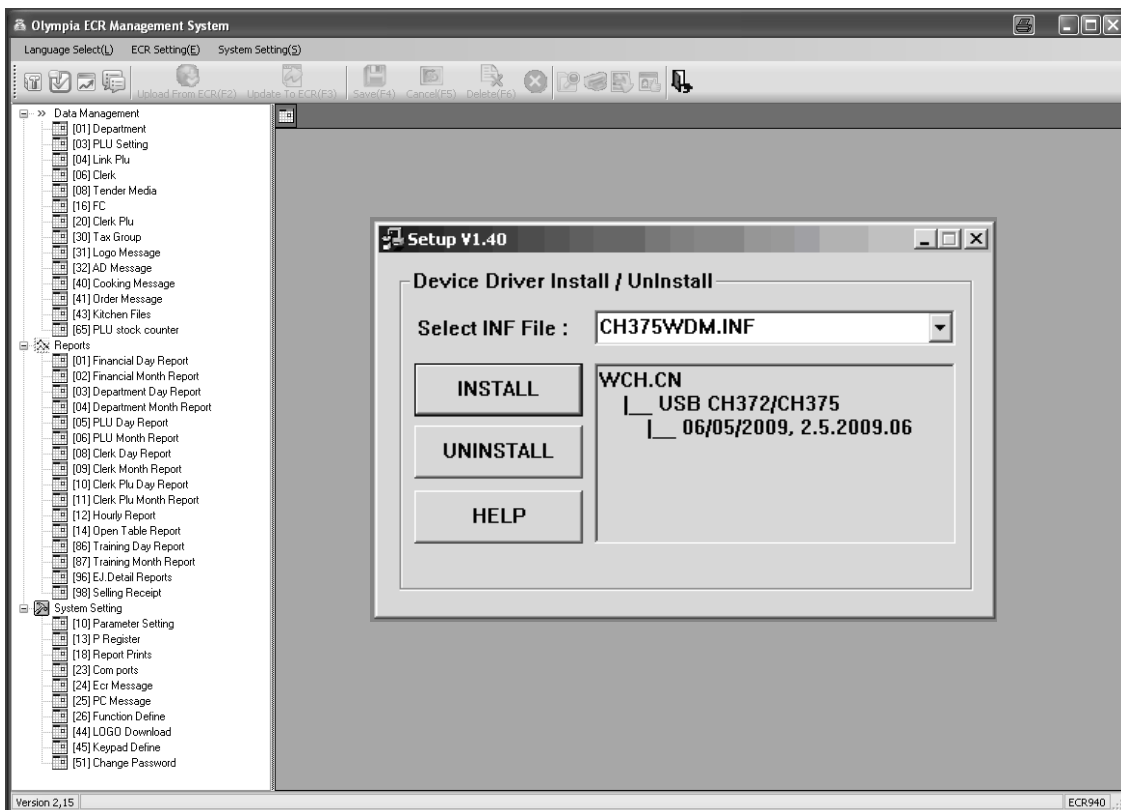 Olympia ECR Management System
Language Select(L) ECR Setting(E) System Setting(S)
Upload From ECR(F2) Update To ECR(F3) Save(F4) Cancel(F5) Delete(F6)
Data Management
[01] Department
[03] PLU Setting
[04] Link Plu
[06] Clerk
[08] Tender Media
[16] FC
[20] Clerk Plu
[30] Tax Group
[31] Logo Message
[32] AD Message
[40] Cooking Message
[41] Order Message
[43] Kitchen Files
[65] PLU stock counter
Reports
[01] Financial Day Report
[02] Financial Month Report
[03] Department Day Report
[04] Department Month Report
[05] PLU Day Report
[06] PLU Month Report
[08] Clerk Day Report
[09] Clerk Month Report
[10] Clerk Plu Day Report
[11] Clerk Plu Month Report
[12] Hourly Report
[14] Open Table Report
[86] Training Day Report
[87] Training Month Report
[96] EJ.Detail Reports
[98] Selling Receipt
System Setting
[10] Parameter Setting
[13] P Register
[18] Report Prints
[23] Com ports
[24] Ecr Message
[25] PC Message
[26] Function Define
[44] LOGO Download
[45] Keypad Define
[51] Change Password
Setup V1.40
Device Driver Install / UnInstall
Select INF File : CH375WDM.INF
INSTALL
UNINSTALL
HELP
WCH.CN
|__ USB CH372/CH375
|__ 06/05/2009, 2.5.2009.06
Version 2,15 ECR940